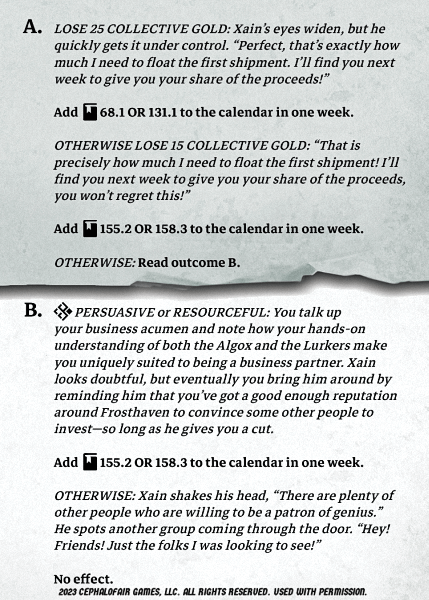 A. LOSE 25 COLLECTIVE GOLD: Xain's eyes widen, but he
quickly gets it under control. “Perfect, that's exactly how
much I need to float the first shipment. I'll find you next
week to give you your share of the proceeds!”
Add 68.1 OR 131.1 to the calendar in one week.
OTHERWISE LOSE 15 COLLECTIVE GOLD: “That is
precisely how much I need to float the first shipment! I'll
find you next week to give you your share of the proceeds,
you won't regret this!”
Add 155.2 OR 158.3 to the calendar in one week.
OTHERWISE: Read outcome B.
B. PERSUASIVE or RESOURCEFUL: You talk up
your business acumen and note how your hands-on
understanding of both the Algox and the Lurkers make
you uniquely suited to being a business partner. Xain
looks doubtful, but eventually you bring him around by
reminding him that you've got a good enough reputation
around Frosthaven to convince some other people to
invest—so long as he gives you a cut.
Add 155.2 OR 158.3 to the calendar in one week.
OTHERWISE: Xain shakes his head, “There are plenty of
other people who are willing to be a patron of genius.”
He spots another group coming through the door. “Hey!
Friends! Just the folks I was looking to see!”
No effect.
2023 CEPHALOFAIR GAMES, LLC. ALL RIGHTS RESERVED. USED WITH PERMISSION.